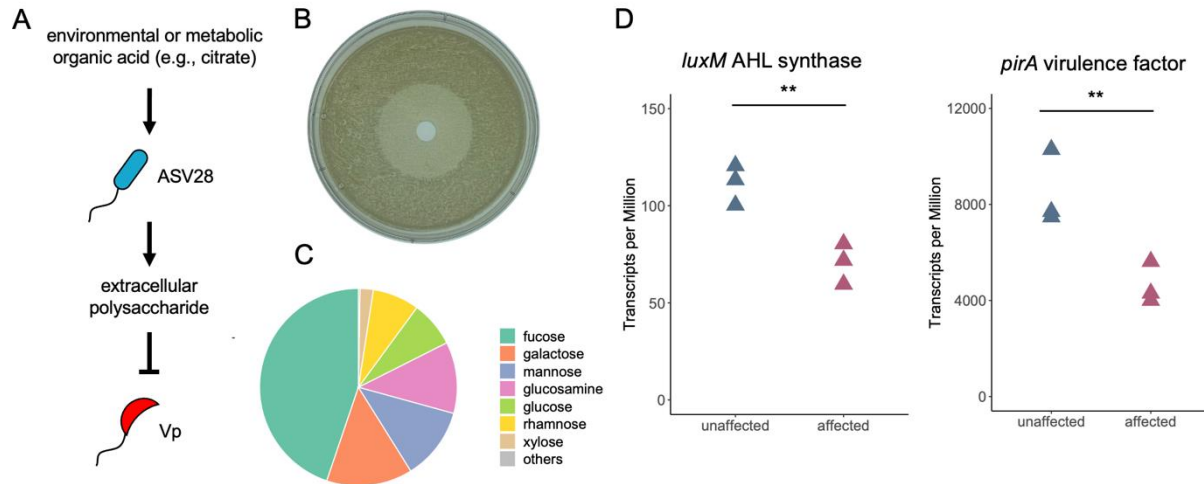 A
environmental or metabolic
organic acid (e.g., citrate)
ASV28
extracellular
polysaccharide
Vp
B
C
fucose
galactose
mannose
glucosamine
glucose
rhamnose
xylose
others
D
luxM AHL synthase
**
Transcripts per Million
150
100
50
0
unaffected
affected
pirA virulence factor
**
Transcripts per Million
12000
8000
4000
0
unaffected
affected